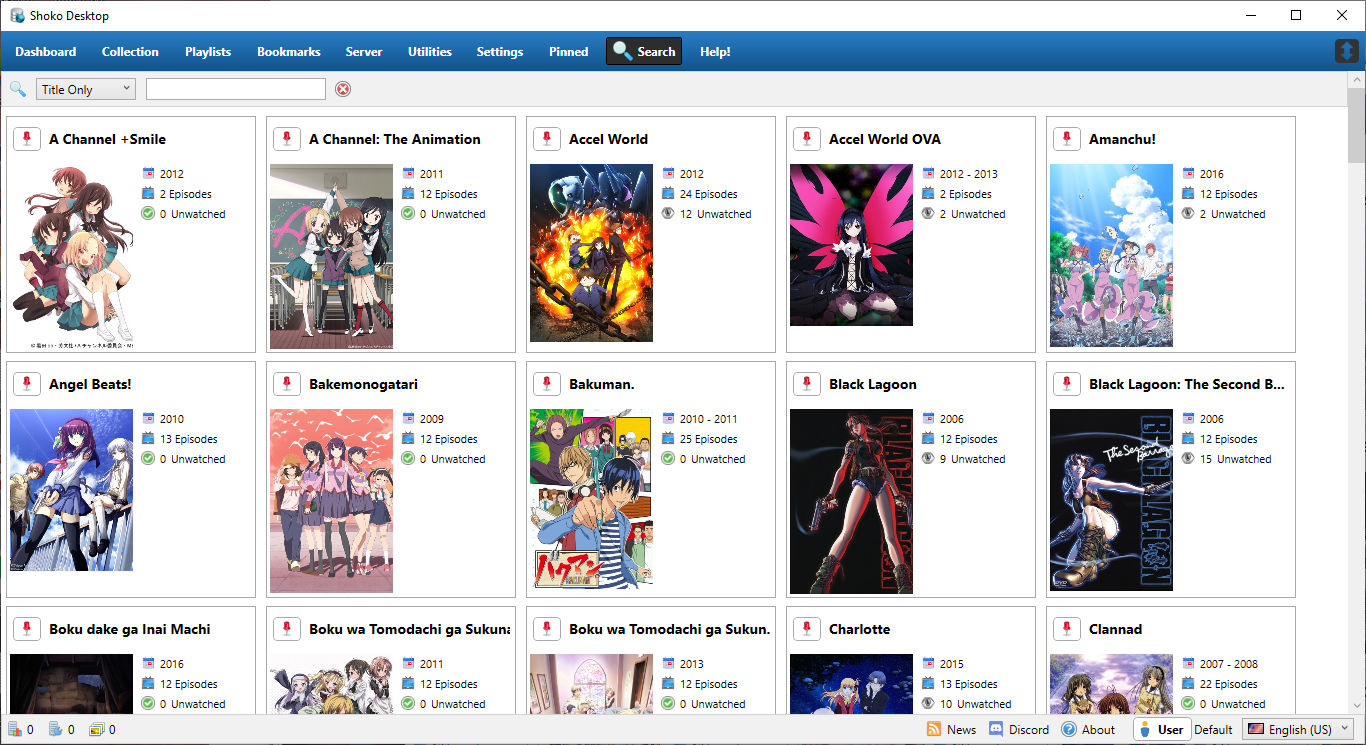 Shoko Desktop
Dashboard Collection Playlists Bookmarks Server Utilities Settings Pinned Search Help!
Title Only
A Channel +Smile
2012
2 Episodes
0 Unwatched
A Channel: The Animation
2011
12 Episodes
0 Unwatched
Accel World
2012
24 Episodes
12 Unwatched
Accel World OVA
2012 - 2013
2 Episodes
2 Unwatched
Amanchu!
2016
12 Episodes
2 Unwatched
Angel Beats!
2010
13 Episodes
0 Unwatched
Bakemonogatari
2009
12 Episodes
0 Unwatched
Bakuman.
2010 - 2011
25 Episodes
0 Unwatched
バクマン。
Black Lagoon
2006
12 Episodes
9 Unwatched
Black Lagoon: The Second B...
2006
12 Episodes
15 Unwatched
The Second Barrage
Boku dake ga Inai Machi
2016
12 Episodes
0 Unwatched
Boku wa Tomodachi ga Sukuna
2011
12 Episodes
0 Unwatched
Boku wa Tomodachi ga Sukun.
2013
12 Episodes
0 Unwatched
Charlotte
2015
13 Episodes
10 Unwatched
Clannad
2007 - 2008
22 Episodes
0 Unwatched
0 0 0 News Discord About User Default English (US)